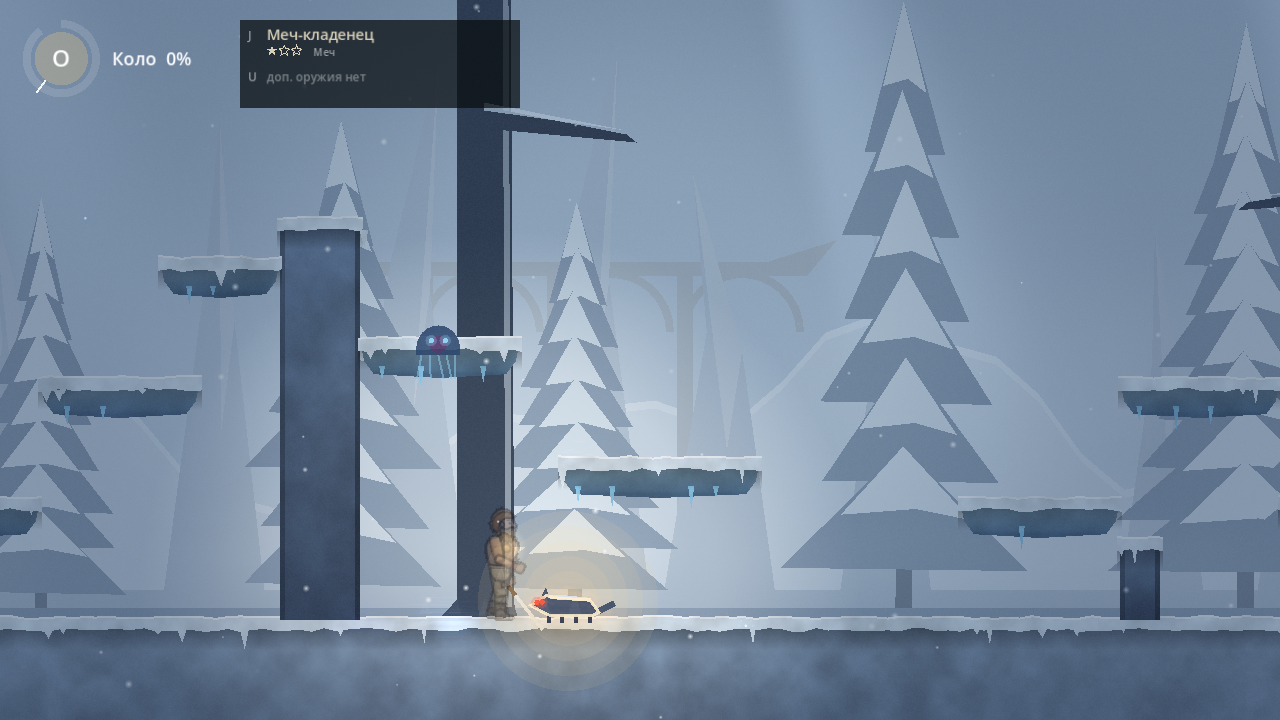 O
Коло 0%
J Меч-кладенец
★☆☆ Меч
U доп. оружия нет